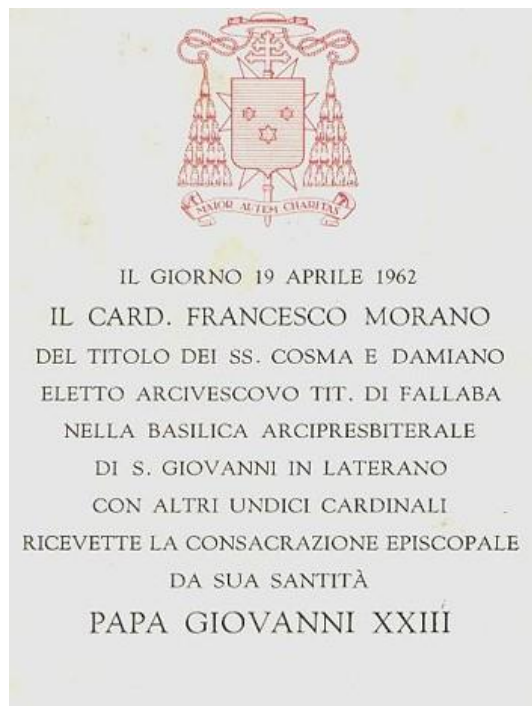 MAIOR AUTEM CHARITAS
IL GIORNO 19 APRILE 1962
IL CARD. FRANCESCO MORANO
DEL TITOLO DEI SS. COSMA E DAMIANO
ELETTO ARCIVESCOVO TIT. DI FALLABA
NELLA BASILICA ARCIPRESBITERALE
DI S. GIOVANNI IN LATERANO
CON ALTRI UNDICI CARDINALI
RICEVETTE LA CONSACRAZIONE EPISCOPALE
DA SUA SANTITÀ
PAPA GIOVANNI XXIII